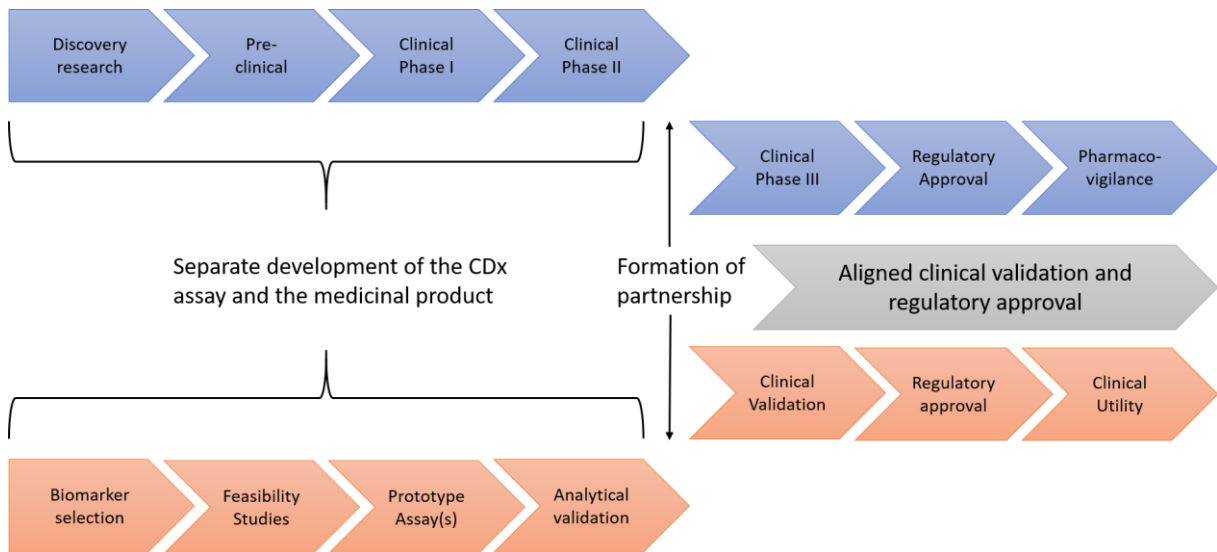 Discovery
research
Pre-
clinical
Clinical
Phase I
Clinical
Phase II
Clinical
Phase III
Regulatory
Approval
Pharmaco-
vigilance
Separate development of the CDx
assay and the medicinal product
Formation of
partnership
Aligned clinical validation and
regulatory approval
Clinical
Validation
Regulatory
approval
Clinical
Utility
Biomarker
selection
Feasibility
Studies
Prototype
Assay(s)
Analytical
validation